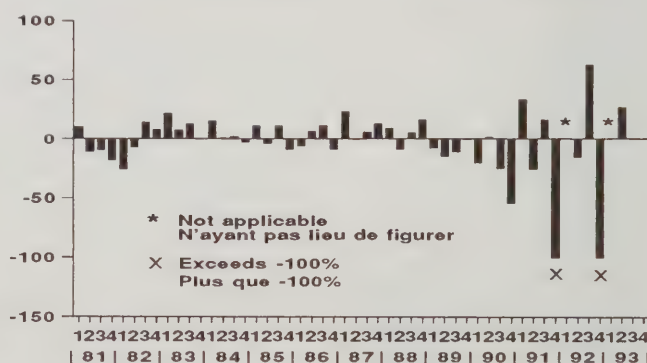 100
50
*
*
0
-50
* Not applicable
N'ayant pas lieu de figurer
-100
× Exceeds -100%
Plus que -100%
×
×
-150
1234123412341234123412341234123412341234123412341234
| 81 | 82 | 83 | 84 | 85 | 86 | 87 | 88 | 89 | 90 | 91 | 92 | 93 |